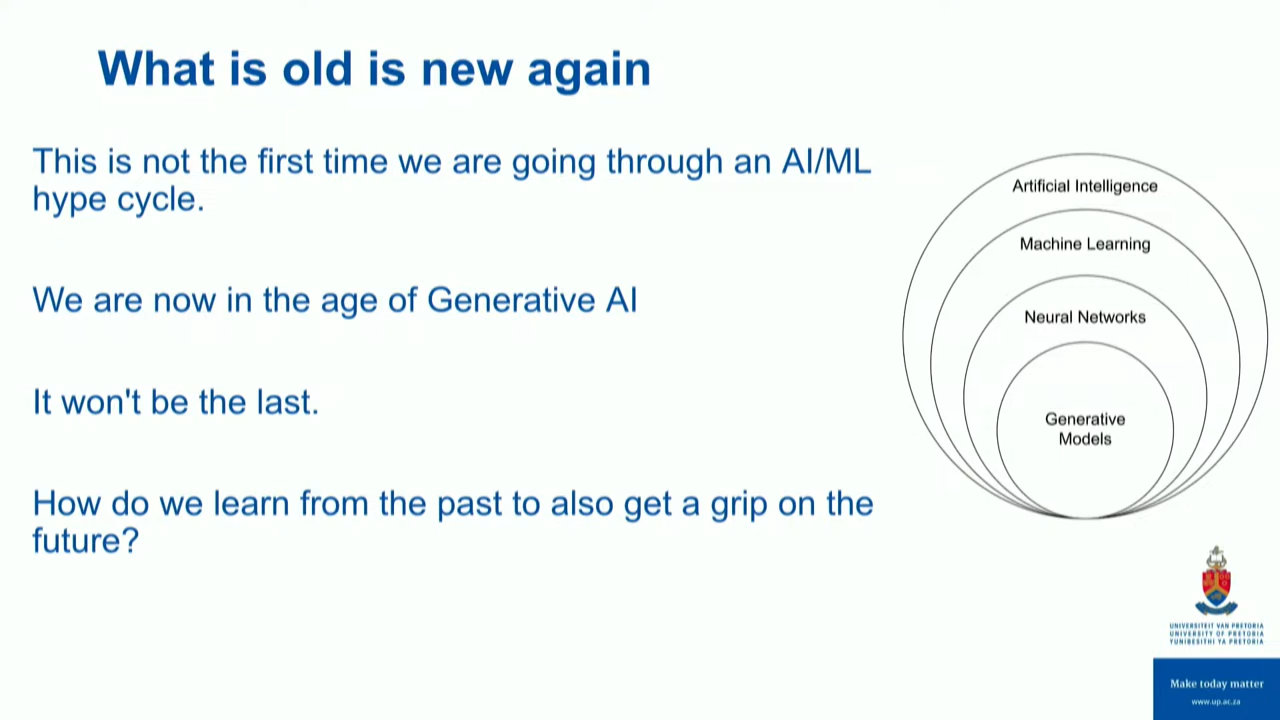 What is old is new again
This is not the first time we are going through an AI/ML
hype cycle.
We are now in the age of Generative AI
It won't be the last.
How do we learn from the past to also get a grip on the
future?
Artificial Intelligence
Machine Learning
Neural Networks
Generative
Models
UNIVERSITEIT VAN PRETORIA
UNIVERSITY OF PRETORIA
YUNIBESITHI YA PRETORIA
Make today matter
www.up.ac.za